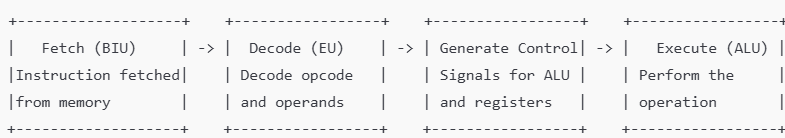 +-------------------+    +----------------+    +-----------------+    +-----------------+
|   Fetch (BIU)     | -> |  Decode (EU)   | -> | Generate Control| -> |   Execute (ALU) |
|Instruction fetched|    | Decode opcode  |    | Signals for ALU |    | Perform the     |
|from memory        |    | and operands   |    | and registers   |    | operation       |
+-------------------+    +----------------+    +-----------------+    +-----------------+